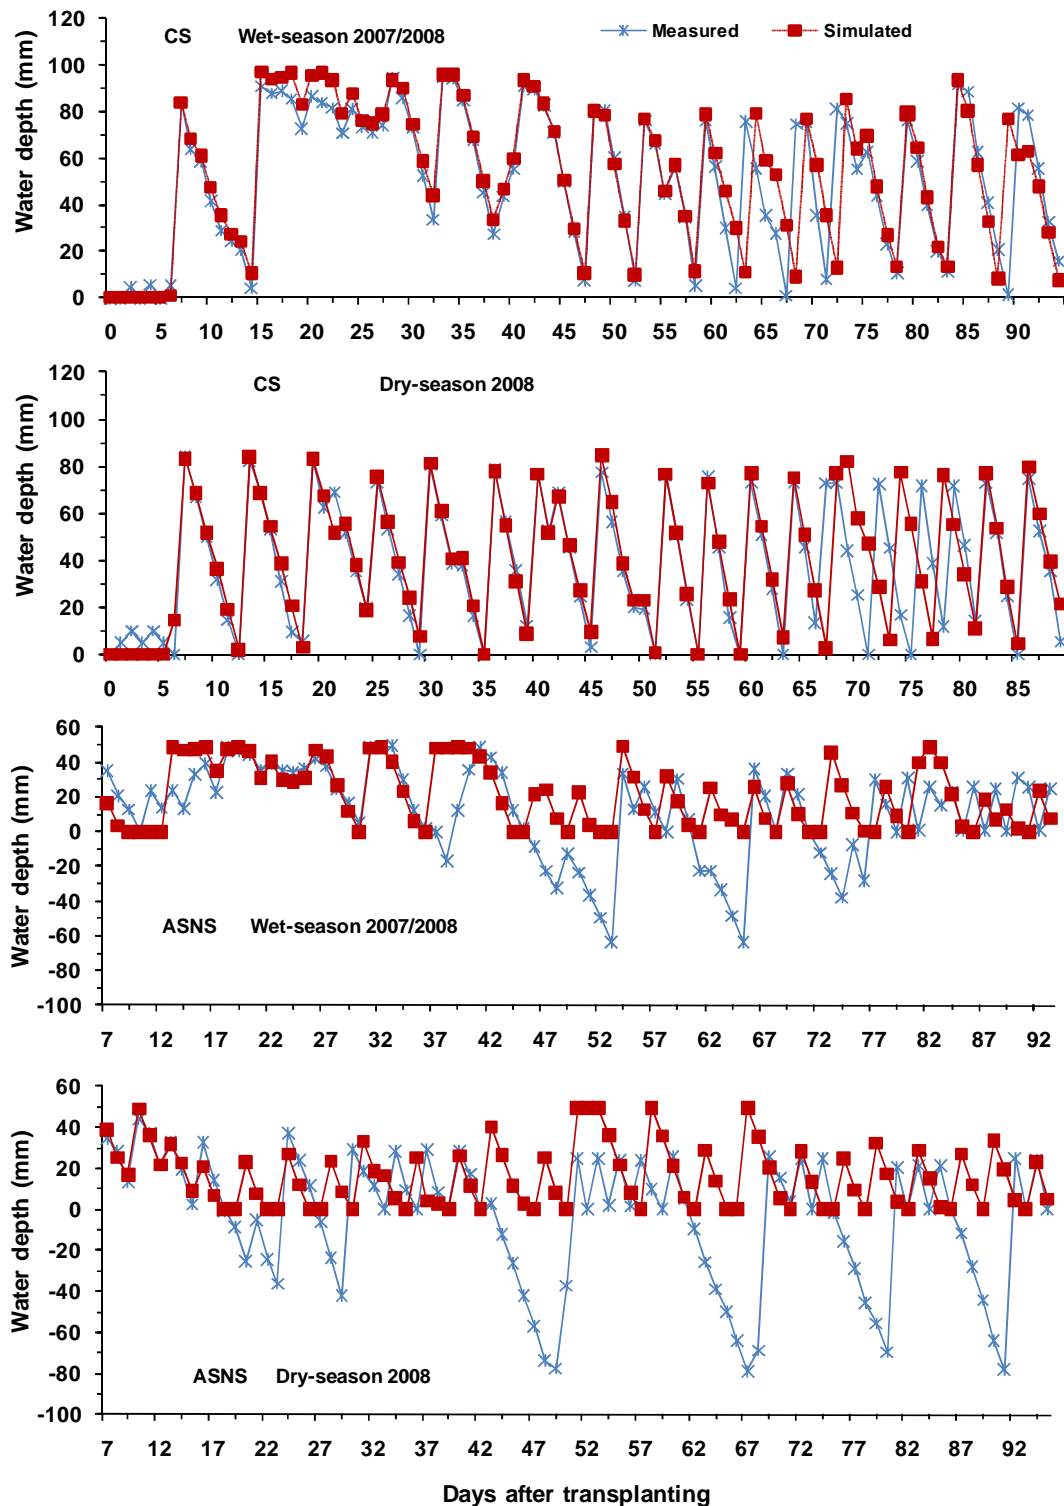 CS Wet-season 2007/2008 Measured Simulated
Water depth (mm)
120
100
80
60
40
20
0
0 5 10 15 20 25 30 35 40 45 50 55 60 65 70 75 80 85 90
CS Dry-season 2008
Water depth (mm)
120
100
80
60
40
20
0
0 5 10 15 20 25 30 35 40 45 50 55 60 65 70 75 80 85
Water depth (mm)
60
40
20
0
-20
-40
ASNS Wet-season 2007/2008
-60
-80
-100
7 12 17 22 27 32 37 42 47 52 57 62 67 72 77 82 87 92
Water depth (mm)
60
40
20
0
-20
-40
-60
-80
ASNS Dry-season 2008
-100
7 12 17 22 27 32 37 42 47 52 57 62 67 72 77 82 87 92
Days after transplanting